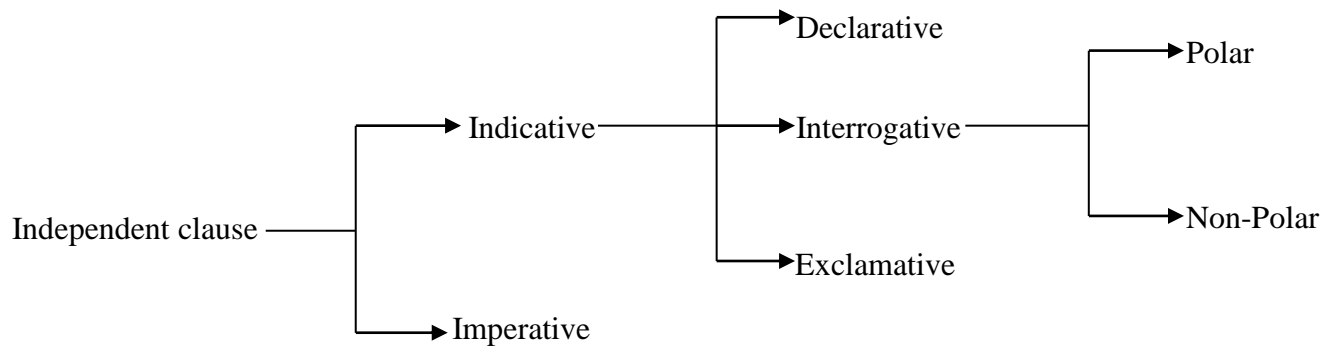 Declarative
Polar
Indicative
Interrogative
Independent clause
Non-Polar
Exclamative
Imperative